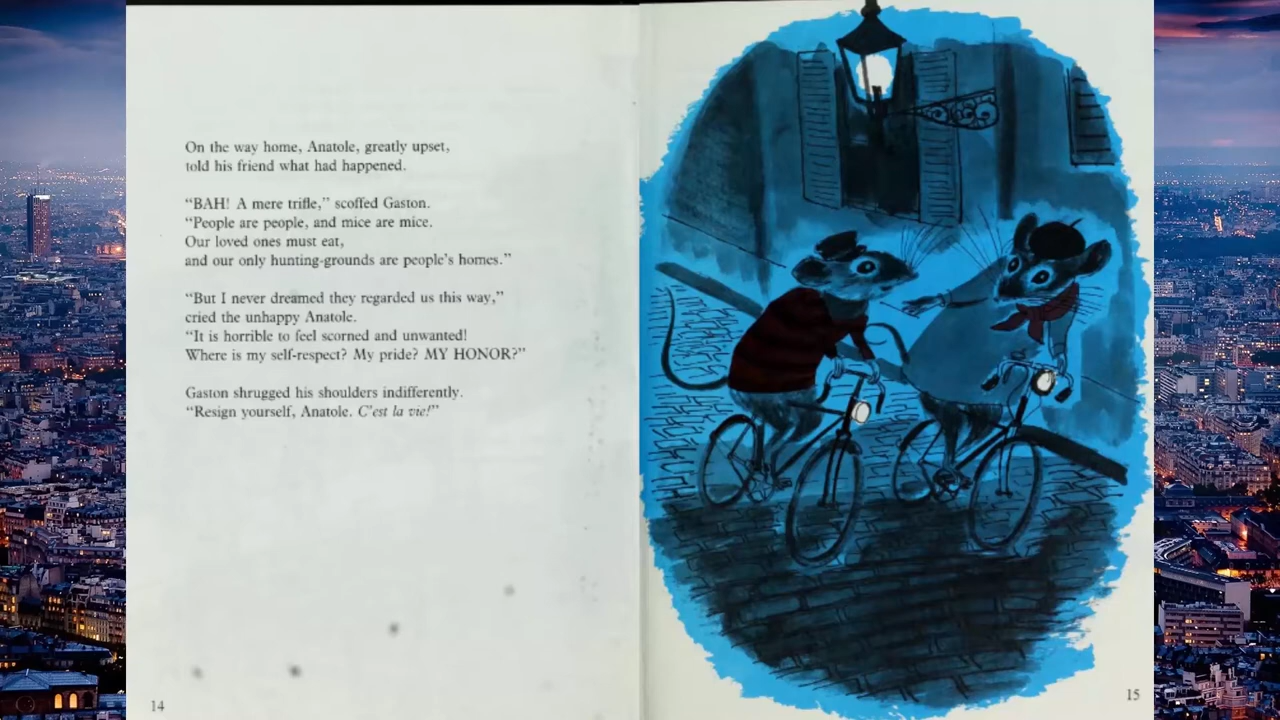 On the way home, Anatole, greatly upset,
told his friend what had happened.
“BAH! A mere trifle,” scoffed Gaston.
“People are people, and mice are mice.
Our loved ones must eat,
and our only hunting-grounds are people’s homes.”
“But I never dreamed they regarded us this way,”
cried the unhappy Anatole.
“It is horrible to feel scorned and unwanted!
Where is my self-respect? My pride? MY HONOR?”
Gaston shrugged his shoulders indifferently.
“Resign yourself, Anatole. C’est la vie!”
14
15